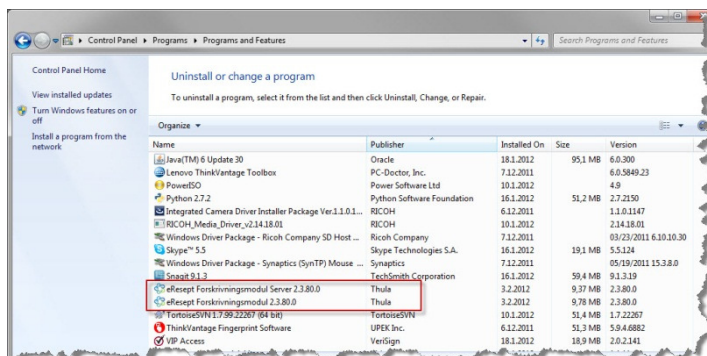 Control Panel ▸ Programs ▸ Programs and Features
Search Programs and Features
Control Panel Home
View installed updates
Turn Windows features on or off
Install a program from the network
Uninstall or change a program
To uninstall a program, select it from the list and then click Uninstall, Change, or Repair.
Organize
Name Publisher Installed On Size Version
Java(TM) 6 Update 30 Oracle 18.1.2012 95,1 MB 6.0.300
Lenovo ThinkVantage Toolbox PC-Doctor, Inc. 7.12.2011 6.0.5849.23
PowerISO Power Software Ltd 10.1.2012 4.9
Python 2.7.2 Python Software Foundation 16.1.2012 51,2 MB 2.7.2150
Integrated Camera Driver Installer Package Ver.1.1.0.1... RICOH 6.12.2011 1.1.0.1147
RICOH_Media_Driver_v2.14.18.01 RICOH 10.1.2012 2.14.18.01
Windows Driver Package - Ricoh Company SD Host ... Ricoh Company 7.12.2011 03/23/2011 6.10.10.30
Skype™ 5.5 Skype Technologies S.A. 16.1.2012 19,1 MB 5.5.124
Windows Driver Package - Synaptics (SynTP) Mouse ... Synaptics 7.12.2011 05/19/2011 15.3.8.0
Snagit 9.1.3 TechSmith Corporation 16.1.2012 59,4 MB 9.1.3.19
eResept Forskrivningsmodul Server 2.3.80.0 Thula 3.2.2012 9,37 MB 2.3.80.0
eResept Forskrivningsmodul 2.3.80.0 Thula 3.2.2012 9,78 MB 2.3.80.0
TortoiseSVN 1.7.99.22267 (64 bit) TortoiseSVN 10.1.2012 51,4 MB 1.7.22267
ThinkVantage Fingerprint Software UPEK Inc. 6.12.2011 51,3 MB 5.9.4.6882
VIP Access VeriSign 18.1.2012 18,9 MB 2.0.2.141